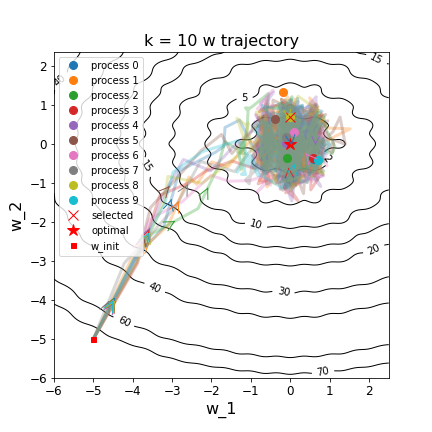 k = 10 w trajectory
process 0
process 1
process 2
process 3
process 4
process 5
process 6
process 7
process 8
process 9
selected
optimal
w_init
15
40
5
15
2
10
20
30
40
60
70
2
1
0
−1
−2
−3
−4
−5
−6
w_2
−6 −5 −4 −3 −2 −1 0 1 2
w_1